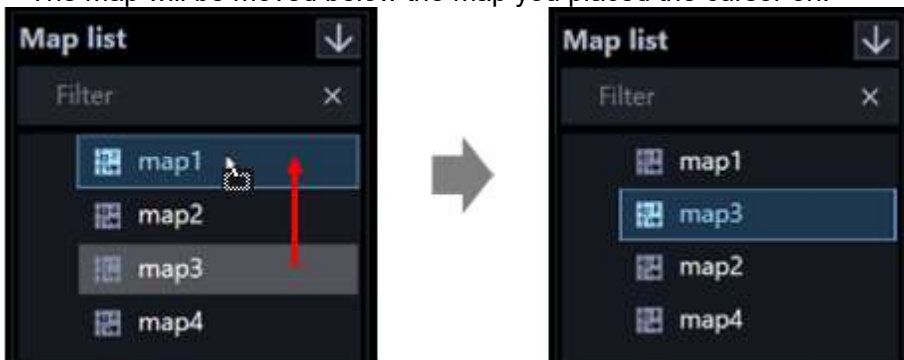 The map will be moved below the map you placed the cursor on.
Map list
Filter
map1
map2
map3
map4
Map list
Filter
map1
map3
map2
map4